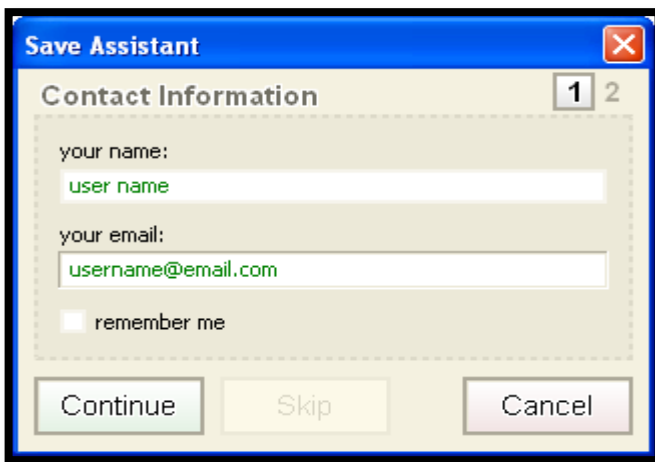 Save Assistant
Contact Information 1 2
your name:
user name
your email:
username@email.com
remember me
Continue Skip Cancel